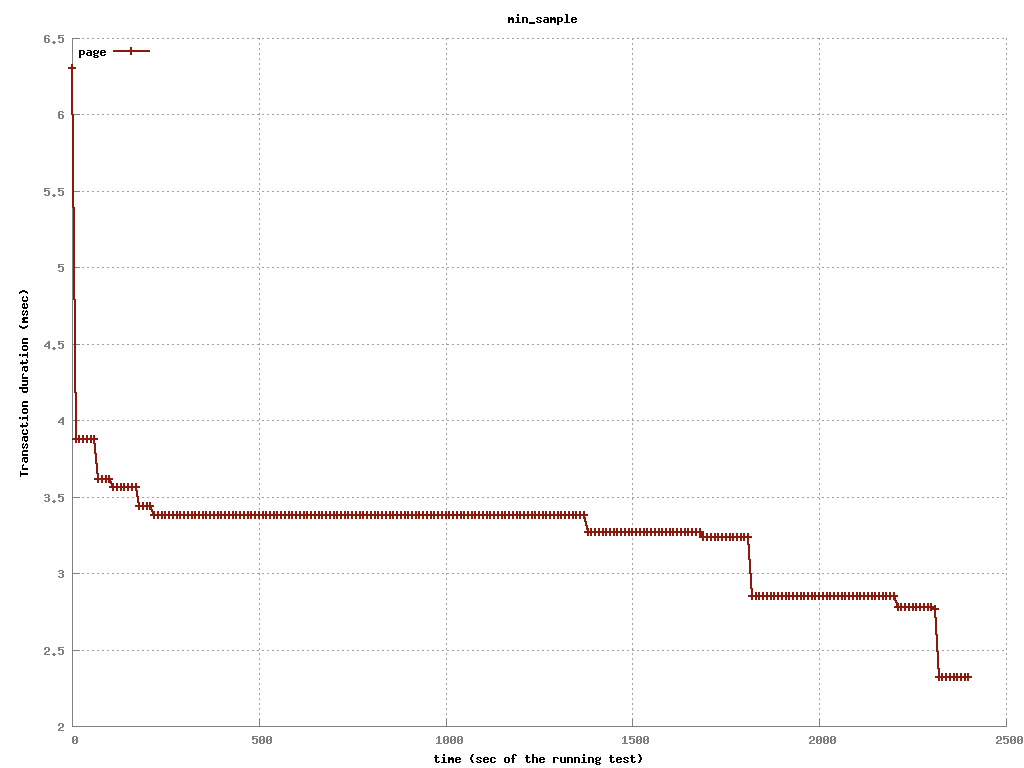 min_sample
page
6.5
6
5.5
5
4.5
4
3.5
3
2.5
2
Transaction duration (msec)
0 500 1000 1500 2000 2500
time (sec of the running test)